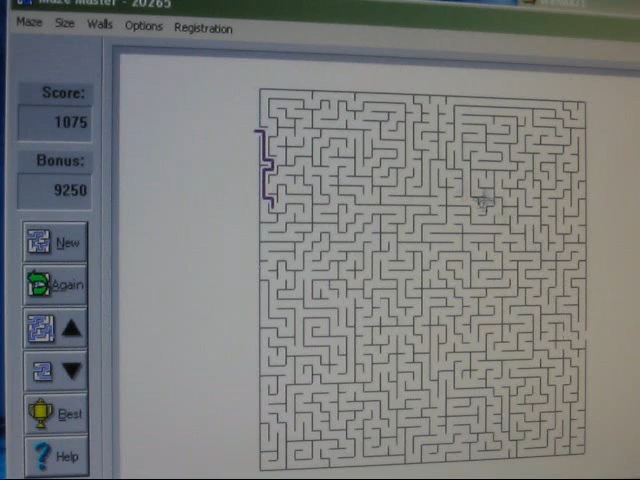 Maze Master - 20265
Maze Size Walls Options Registration
Score:
1075
Bonus:
9250
New
Again
Best
Help